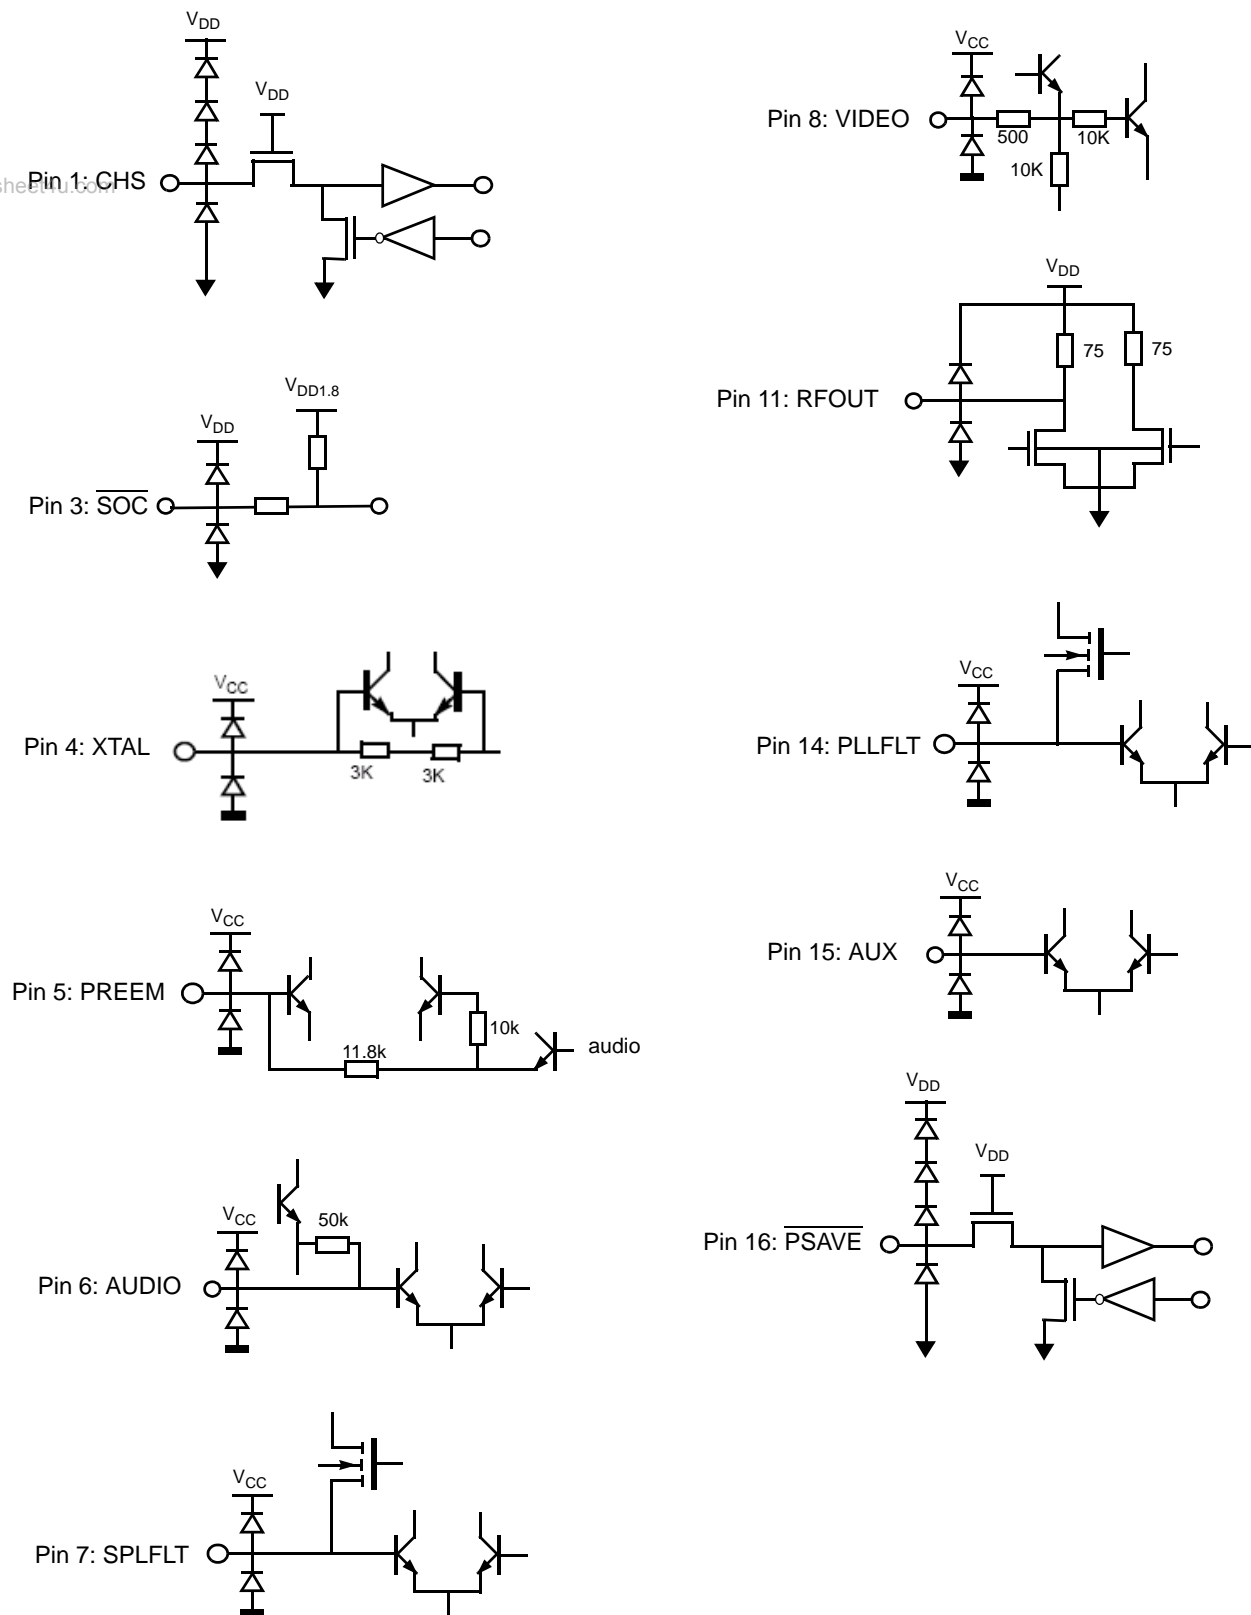 VDD
VDD
Pin 1: CHS
sheet4u.com
VDD1.8
VDD
Pin 3: SOC
VCC
Pin 4: XTAL
3K
3K
VCC
Pin 5: PREEM
10k
11.8k
audio
50k
VCC
Pin 6: AUDIO
VCC
Pin 7: SPLFLT
VCC
Pin 8: VIDEO
500
10K
10K
VDD
75
75
Pin 11: RFOUT
VCC
Pin 14: PLLFLT
VCC
Pin 15: AUX
VDD
VDD
Pin 16: PSAVE